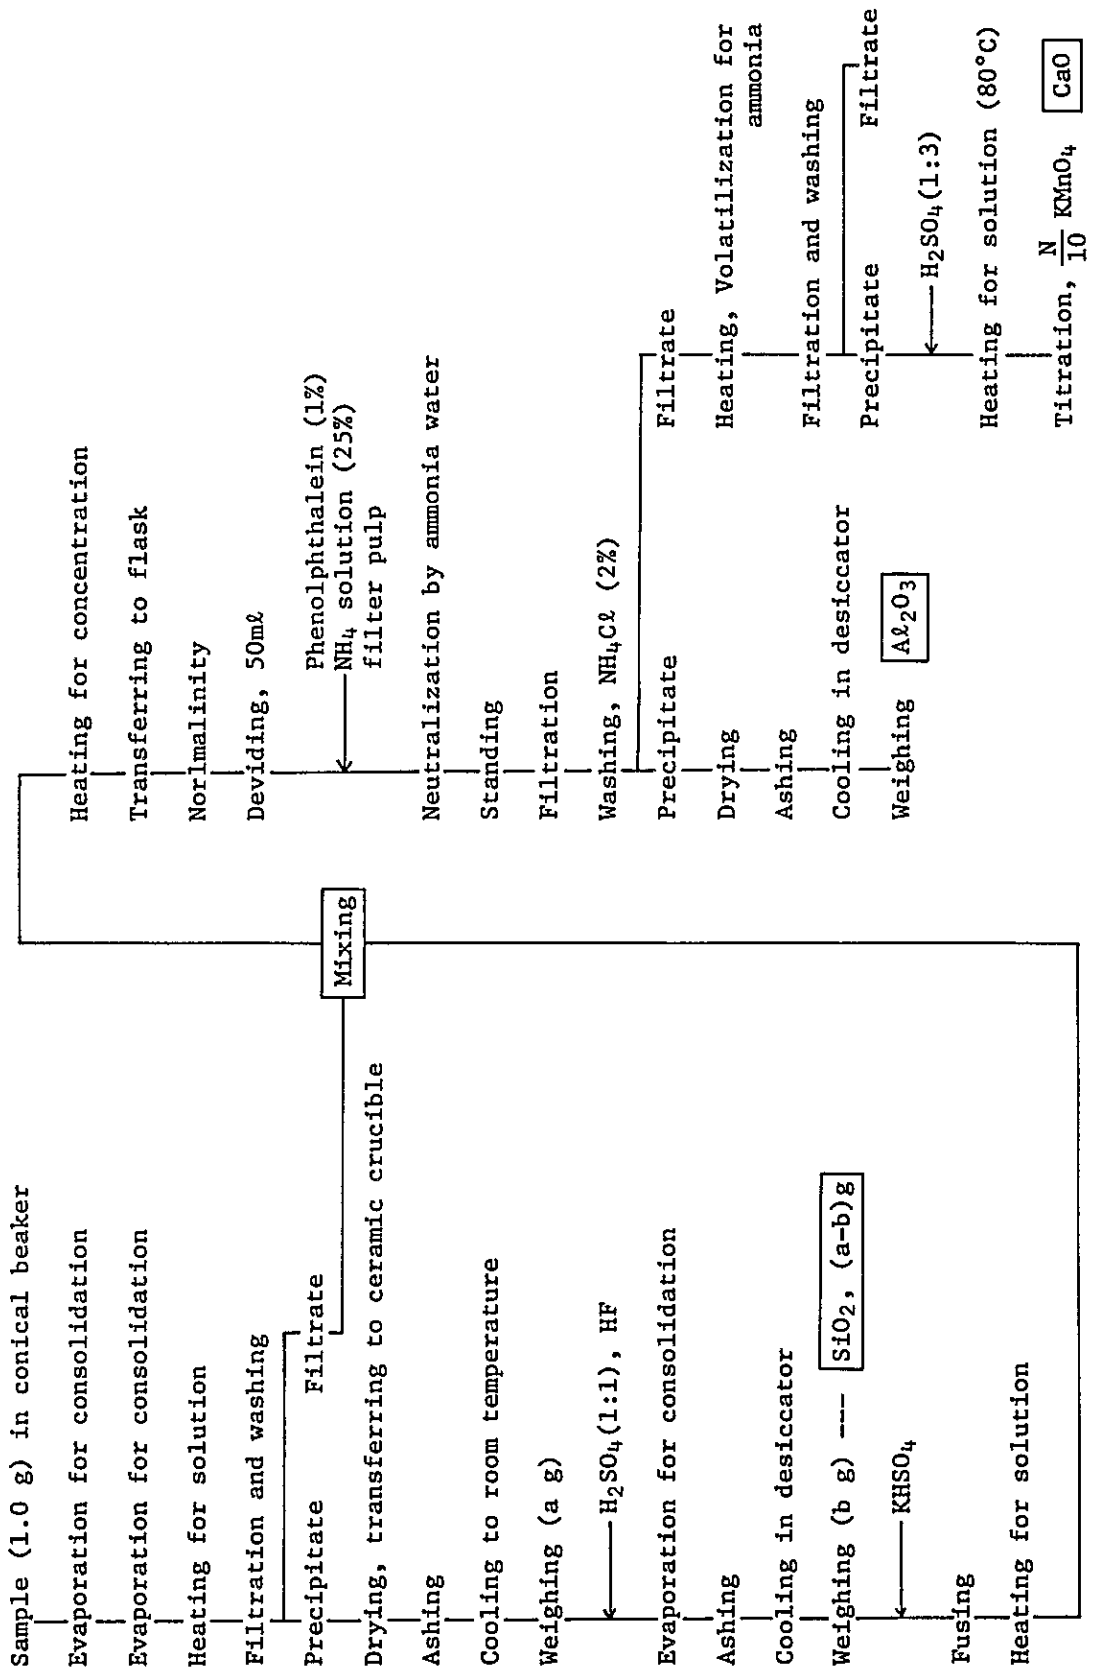 Sample (1.0 g) in conical beaker
Evaporation for consolidation
Evaporation for consolidation
Heating for solution
Filtration and washing
Precipitate Filtrate
Drying, transferring to ceramic crucible
Ashing
Cooling to room temperature
Weighing (a g)
H₂SO₄(1:1), HF
Evaporation for consolidation
Ashing
Cooling in desiccator
Weighing (b g) --- SiO₂, (a-b)g
KHSO₄
Fusing
Heating for solution
Mixing
Heating for concentration
Transferring to flask
Norlmalinity
Deviding, 50mℓ
Phenolphthalein (1%)
NH₄ solution (25%)
filter pulp
Neutralization by ammonia water
Standing
Filtration
Washing, NH₄Cℓ (2%)
Precipitate
Drying
Ashing
Cooling in desiccator
Weighing Aℓ₂O₃
Filtrate
Heating, Volatilization for
ammonia
Filtration and washing
Precipitate Filtrate
H₂SO₄(1:3)
Heating for solution (80°C)
Titration, N/10 KMnO₄ CaO